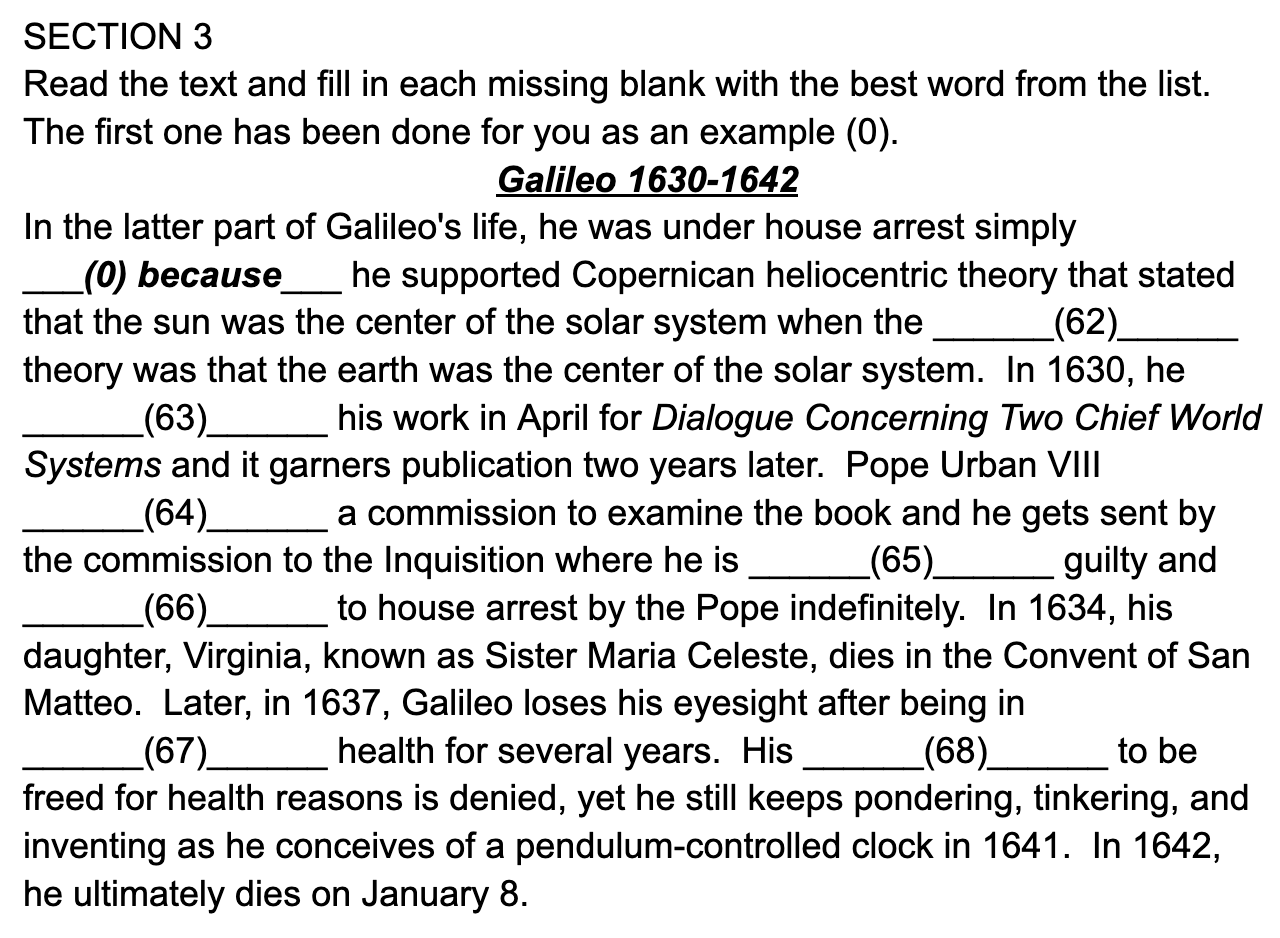 SECTION 3
Read the text and fill in each missing blank with the best word from the list.
The first one has been done for you as an example (0).
Galileo 1630-1642
In the latter part of Galileo's life, he was under house arrest simply
___(0) because___ he supported Copernican heliocentric theory that stated
that the sun was the center of the solar system when the ______(62)______
theory was that the earth was the center of the solar system.  In 1630, he
______(63)______ his work in April for Dialogue Concerning Two Chief World
Systems and it garners publication two years later.  Pope Urban VIII
______(64)______ a commission to examine the book and he gets sent by
the commission to the Inquisition where he is ______(65)______ guilty and
______(66)______ to house arrest by the Pope indefinitely.  In 1634, his
daughter, Virginia, known as Sister Maria Celeste, dies in the Convent of San
Matteo.  Later, in 1637, Galileo loses his eyesight after being in
______(67)______ health for several years.  His ______(68)______ to be
freed for health reasons is denied, yet he still keeps pondering, tinkering, and
inventing as he conceives of a pendulum-controlled clock in 1641.  In 1642,
he ultimately dies on January 8.